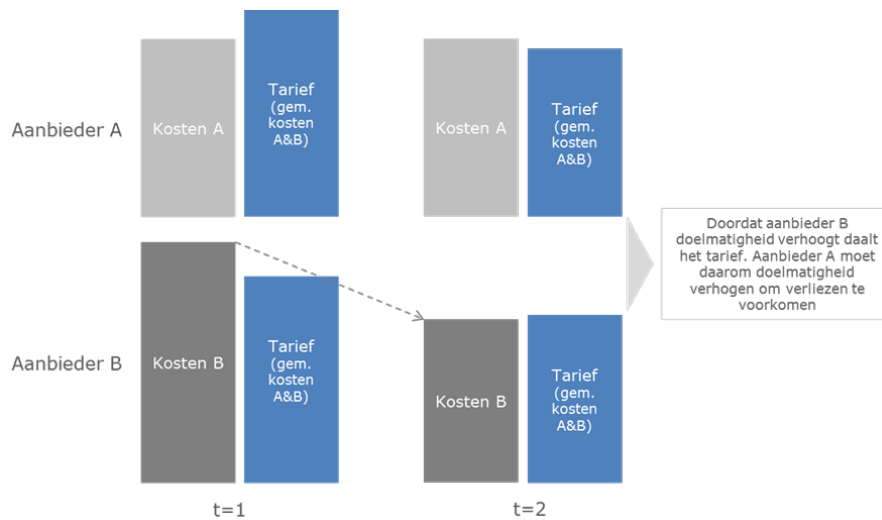 Aanbieder A
Kosten A
Tarief
(gem.
kosten
A&B)
Kosten A
Tarief
(gem.
kosten
A&B)
Doordat aanbieder B
doelmatigheid verhoogt daalt
het tarief. Aanbieder A moet
daarom doelmatigheid
verhogen om verliezen te
voorkomen
Aanbieder B
Kosten B
Tarief
(gem.
kosten
A&B)
Kosten B
Tarief
(gem.
kosten
A&B)
t=1
t=2